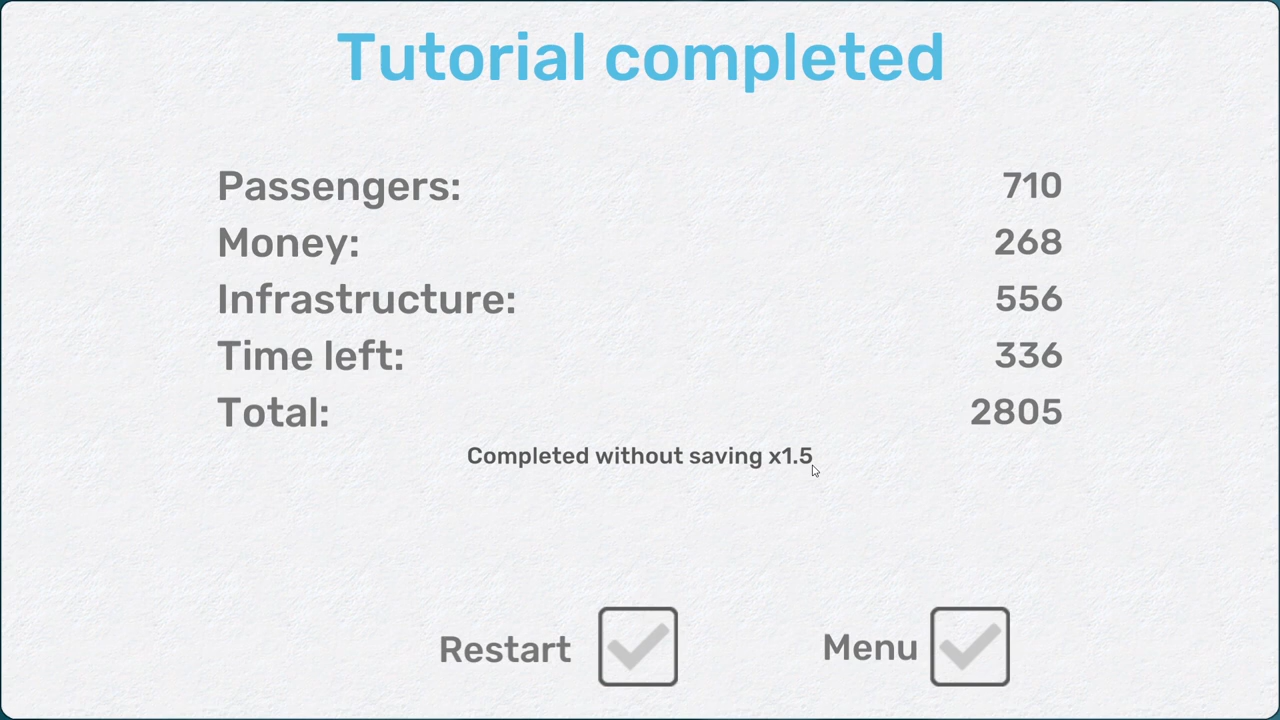 Tutorial completed
Passengers: 710
Money: 268
Infrastructure: 556
Time left: 336
Total: 2805
Completed without saving x1.5
Restart Menu